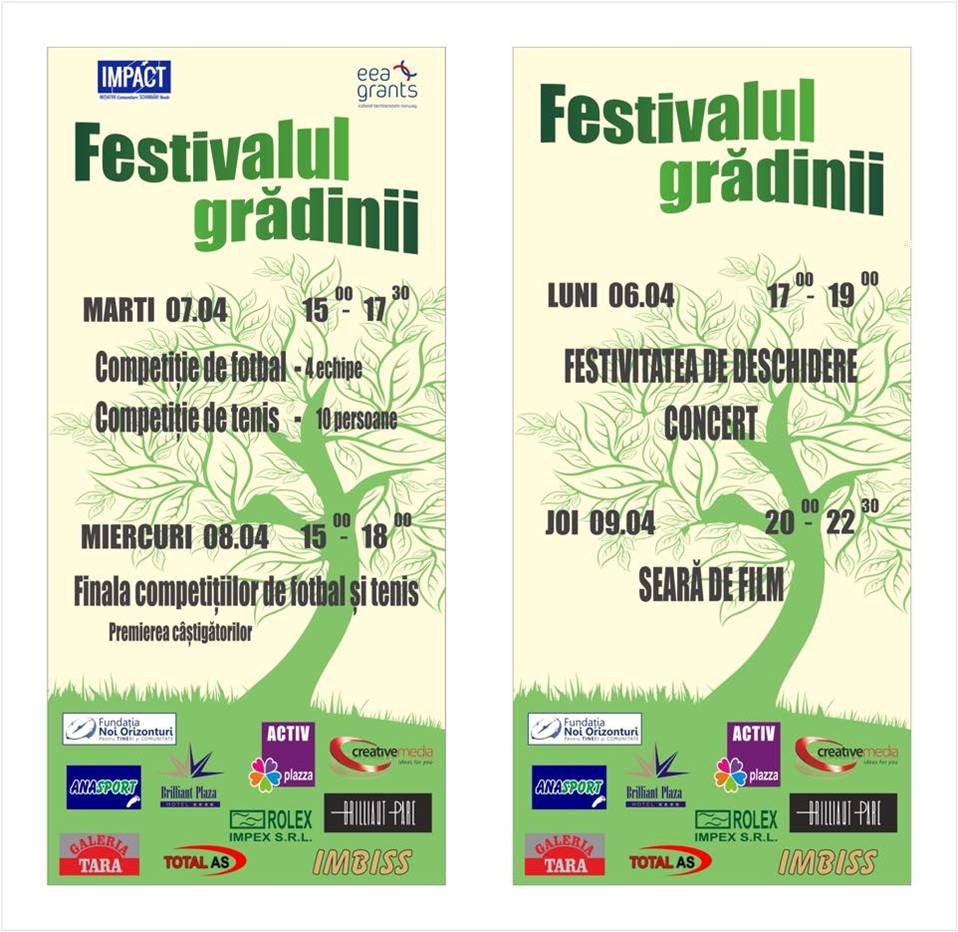 IMPACT
eea
grants
iceland liechtenstein norway
Festivalul
grădinii
MARTI 07.04 15 00 - 17 30
Competiție de fotbal - 4 echipe
Competiție de tenis - 10 persoane
MIERCURI 08.04 15 00 - 18 00
Finala competițiilor de fotbal și tenis
Premierea câștigătorilor
Fundația
Noi Orizonturi
Pentru TINERI și COMUNITATE
ACTIV
plazza
creativemedia
ideas for you
ANASPORT
Brilliant Plaza
HOTEL ****
ROLEX
IMPEX S.R.L.
BRILLIANT PARC
GALERIA
TARA
TOTAL AS
IMBISS
Festivalul
grădinii
LUNI 06.04 17 00 - 19 00
FESTIVITATEA DE DESCHIDERE
CONCERT
JOI 09.04 20 00 - 22 30
SEARĂ DE FILM
Fundația
Noi Orizonturi
Pentru TINERI și COMUNITATE
ACTIV
plazza
creativemedia
ideas for you
ANASPORT
Brilliant Plaza
HOTEL ****
ROLEX
IMPEX S.R.L.
BRILLIANT PARC
GALERIA
TARA
TOTAL AS
IMBISS